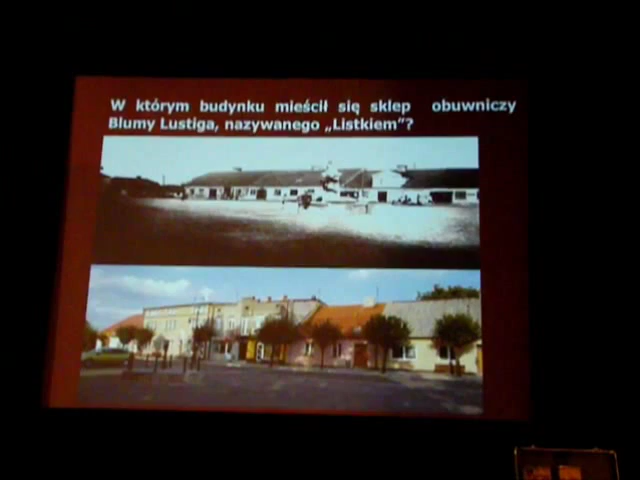 W którym budynku mieścił się sklep obuwniczy
Blumy Lustiga, nazywanego „Listkiem”?